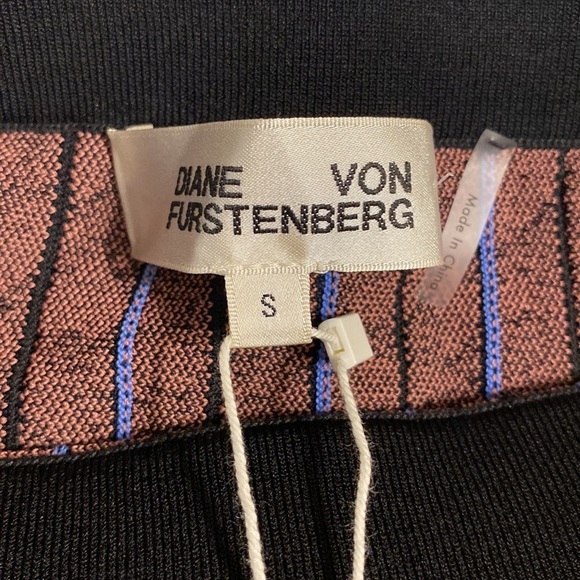 DIANE VON
FURSTENBERG
S
Made In China